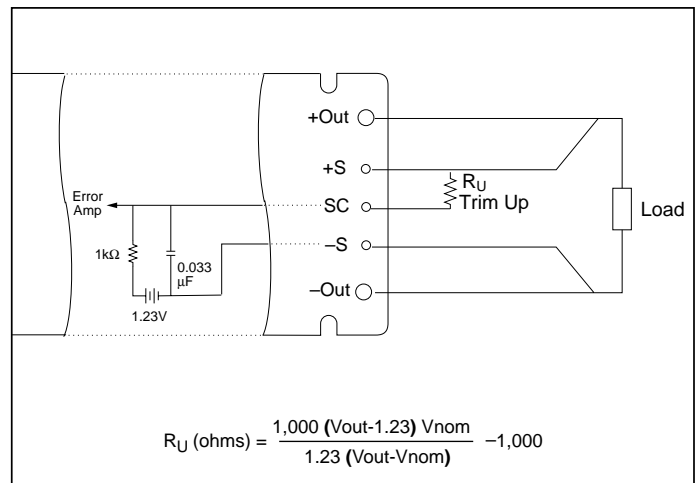 +Out
+S
RU
Trim Up
Error
Amp
SC
Load
1kΩ
0.033
µF
–S
–Out
1.23V
RU (ohms) = 1,000 (Vout-1.23) Vnom
1.23 (Vout-Vnom) –1,000